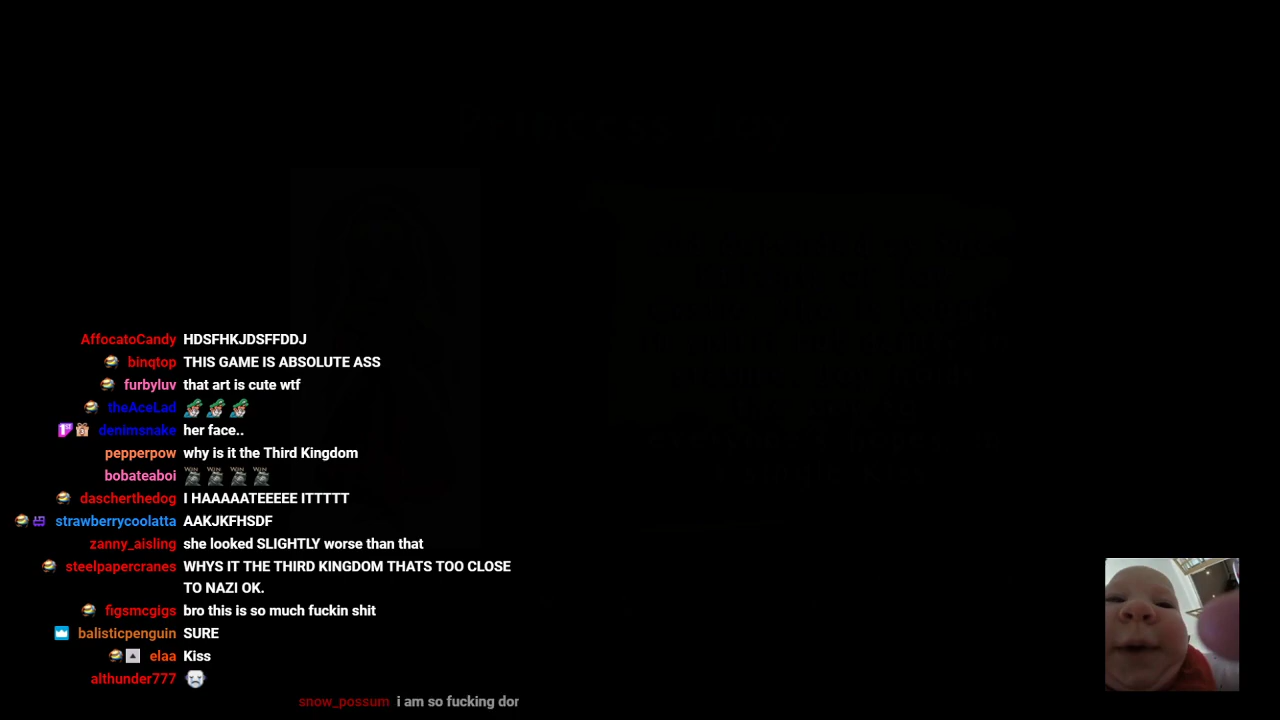 AffocatoCandy HDSFHKJDSFFDDJ
binqtop THIS GAME IS ABSOLUTE ASS
furbyluv that art is cute wtf
theAceLad
denimsnake her face..
pepperpow why is it the Third Kingdom
bobateaboi
dascherthedog I HAAAAATEEEEE ITTTTT
strawberrycoolatta AAKJKFHSDF
zanny_aisling she looked SLIGHTLY worse than that
steelpapercranes WHYS IT THE THIRD KINGDOM THATS TOO CLOSE
TO NAZI OK.
figsmcgigs bro this is so much fuckin shit
balisticpenguin SURE
elaa Kiss
althunder777
snow_possum i am so fucking dor